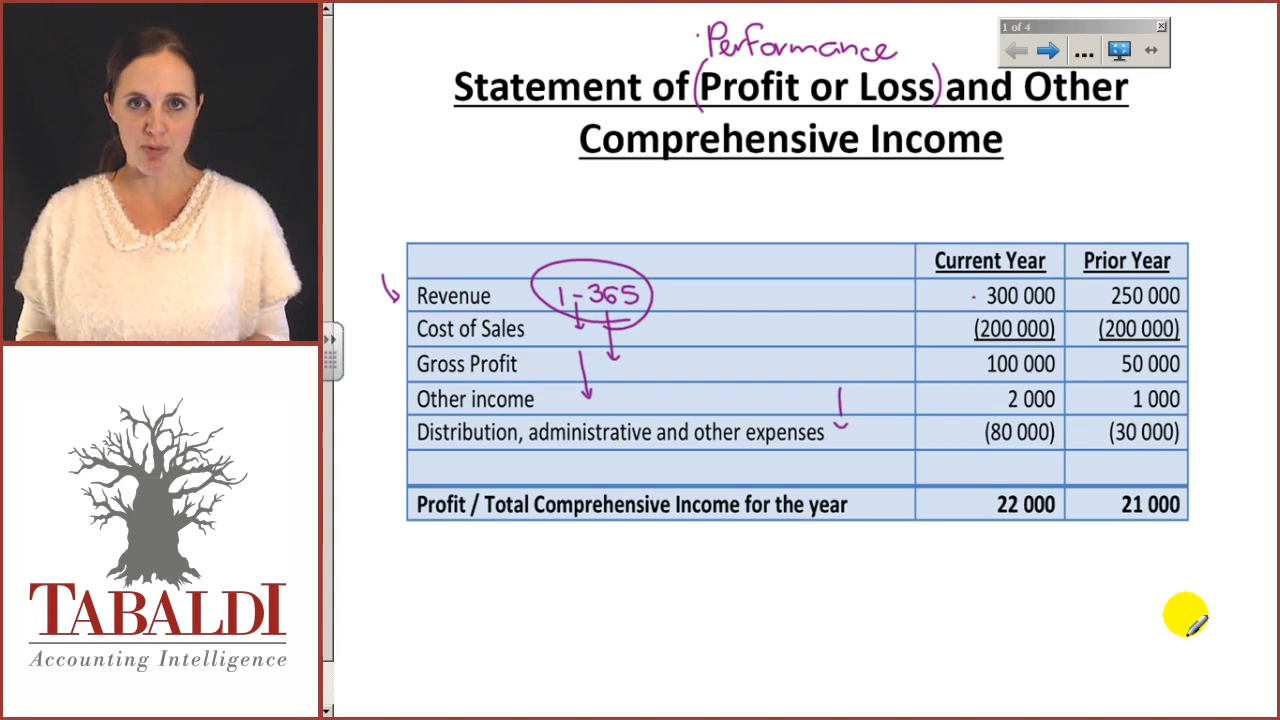 1 of 4
Performance
Statement of (Profit or Loss) and Other
Comprehensive Income
Current Year Prior Year
Revenue 1-365 300 000 250 000
Cost of Sales (200 000) (200 000)
Gross Profit 100 000 50 000
Other income 2 000 1 000
Distribution, administrative and other expenses (80 000) (30 000)
Profit / Total Comprehensive Income for the year 22 000 21 000
TABALDI
Accounting Intelligence